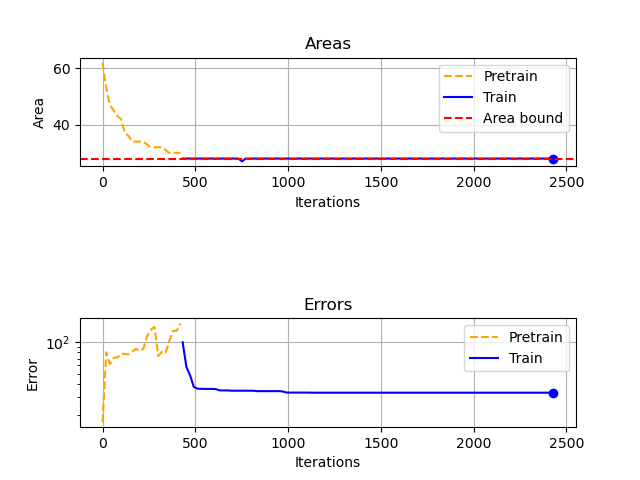 Areas
60
40
Area
Pretrain
Train
Area bound
0 500 1000 1500 2000 2500
Iterations
Errors
10²
Error
Pretrain
Train
0 500 1000 1500 2000 2500
Iterations